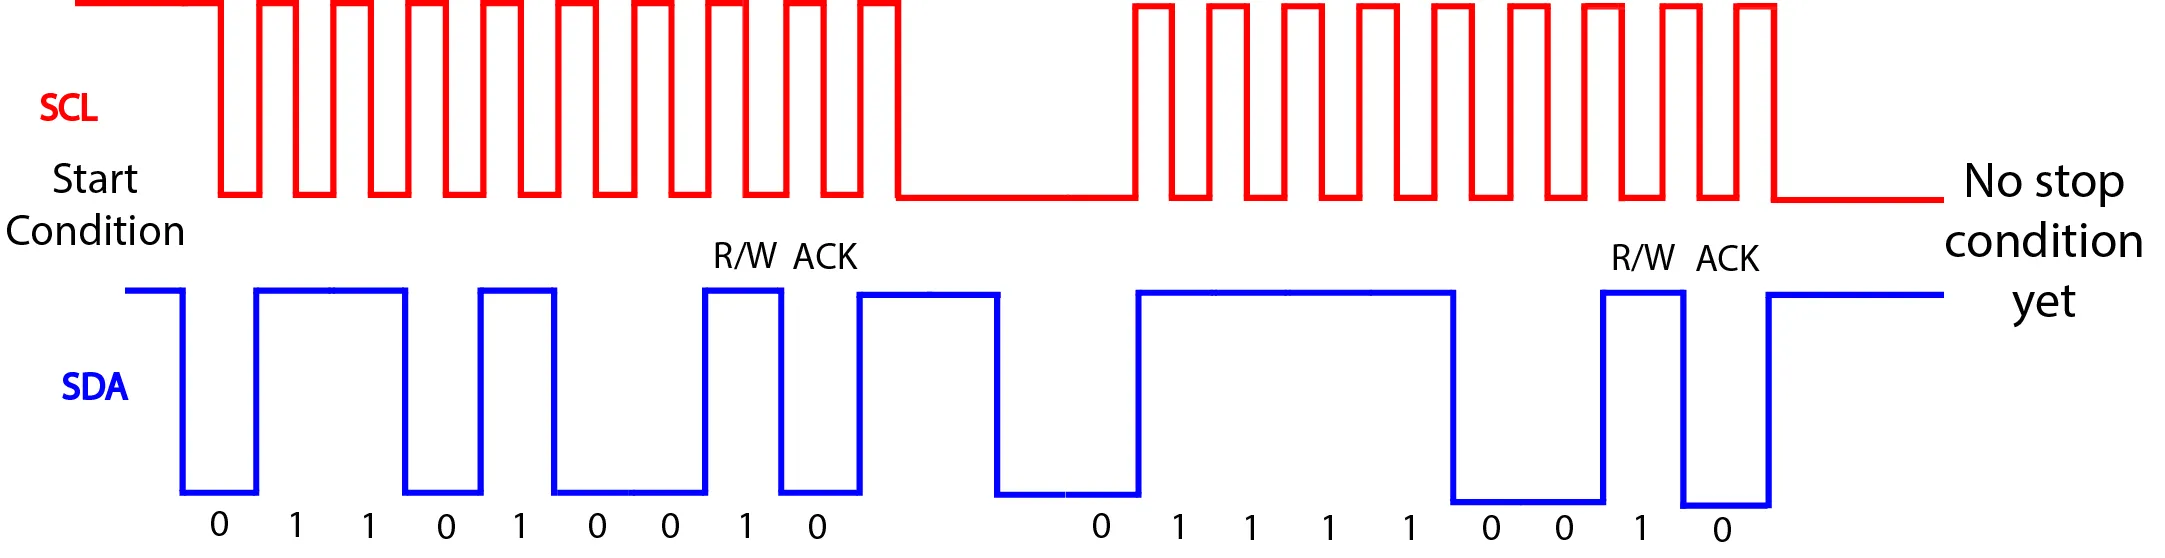 SCL
Start
Condition
R/W ACK
R/W ACK
No stop
condition
yet
SDA
0 1 1 0 1 0 0 1 0 0 1 1 1 1 0 0 1 0